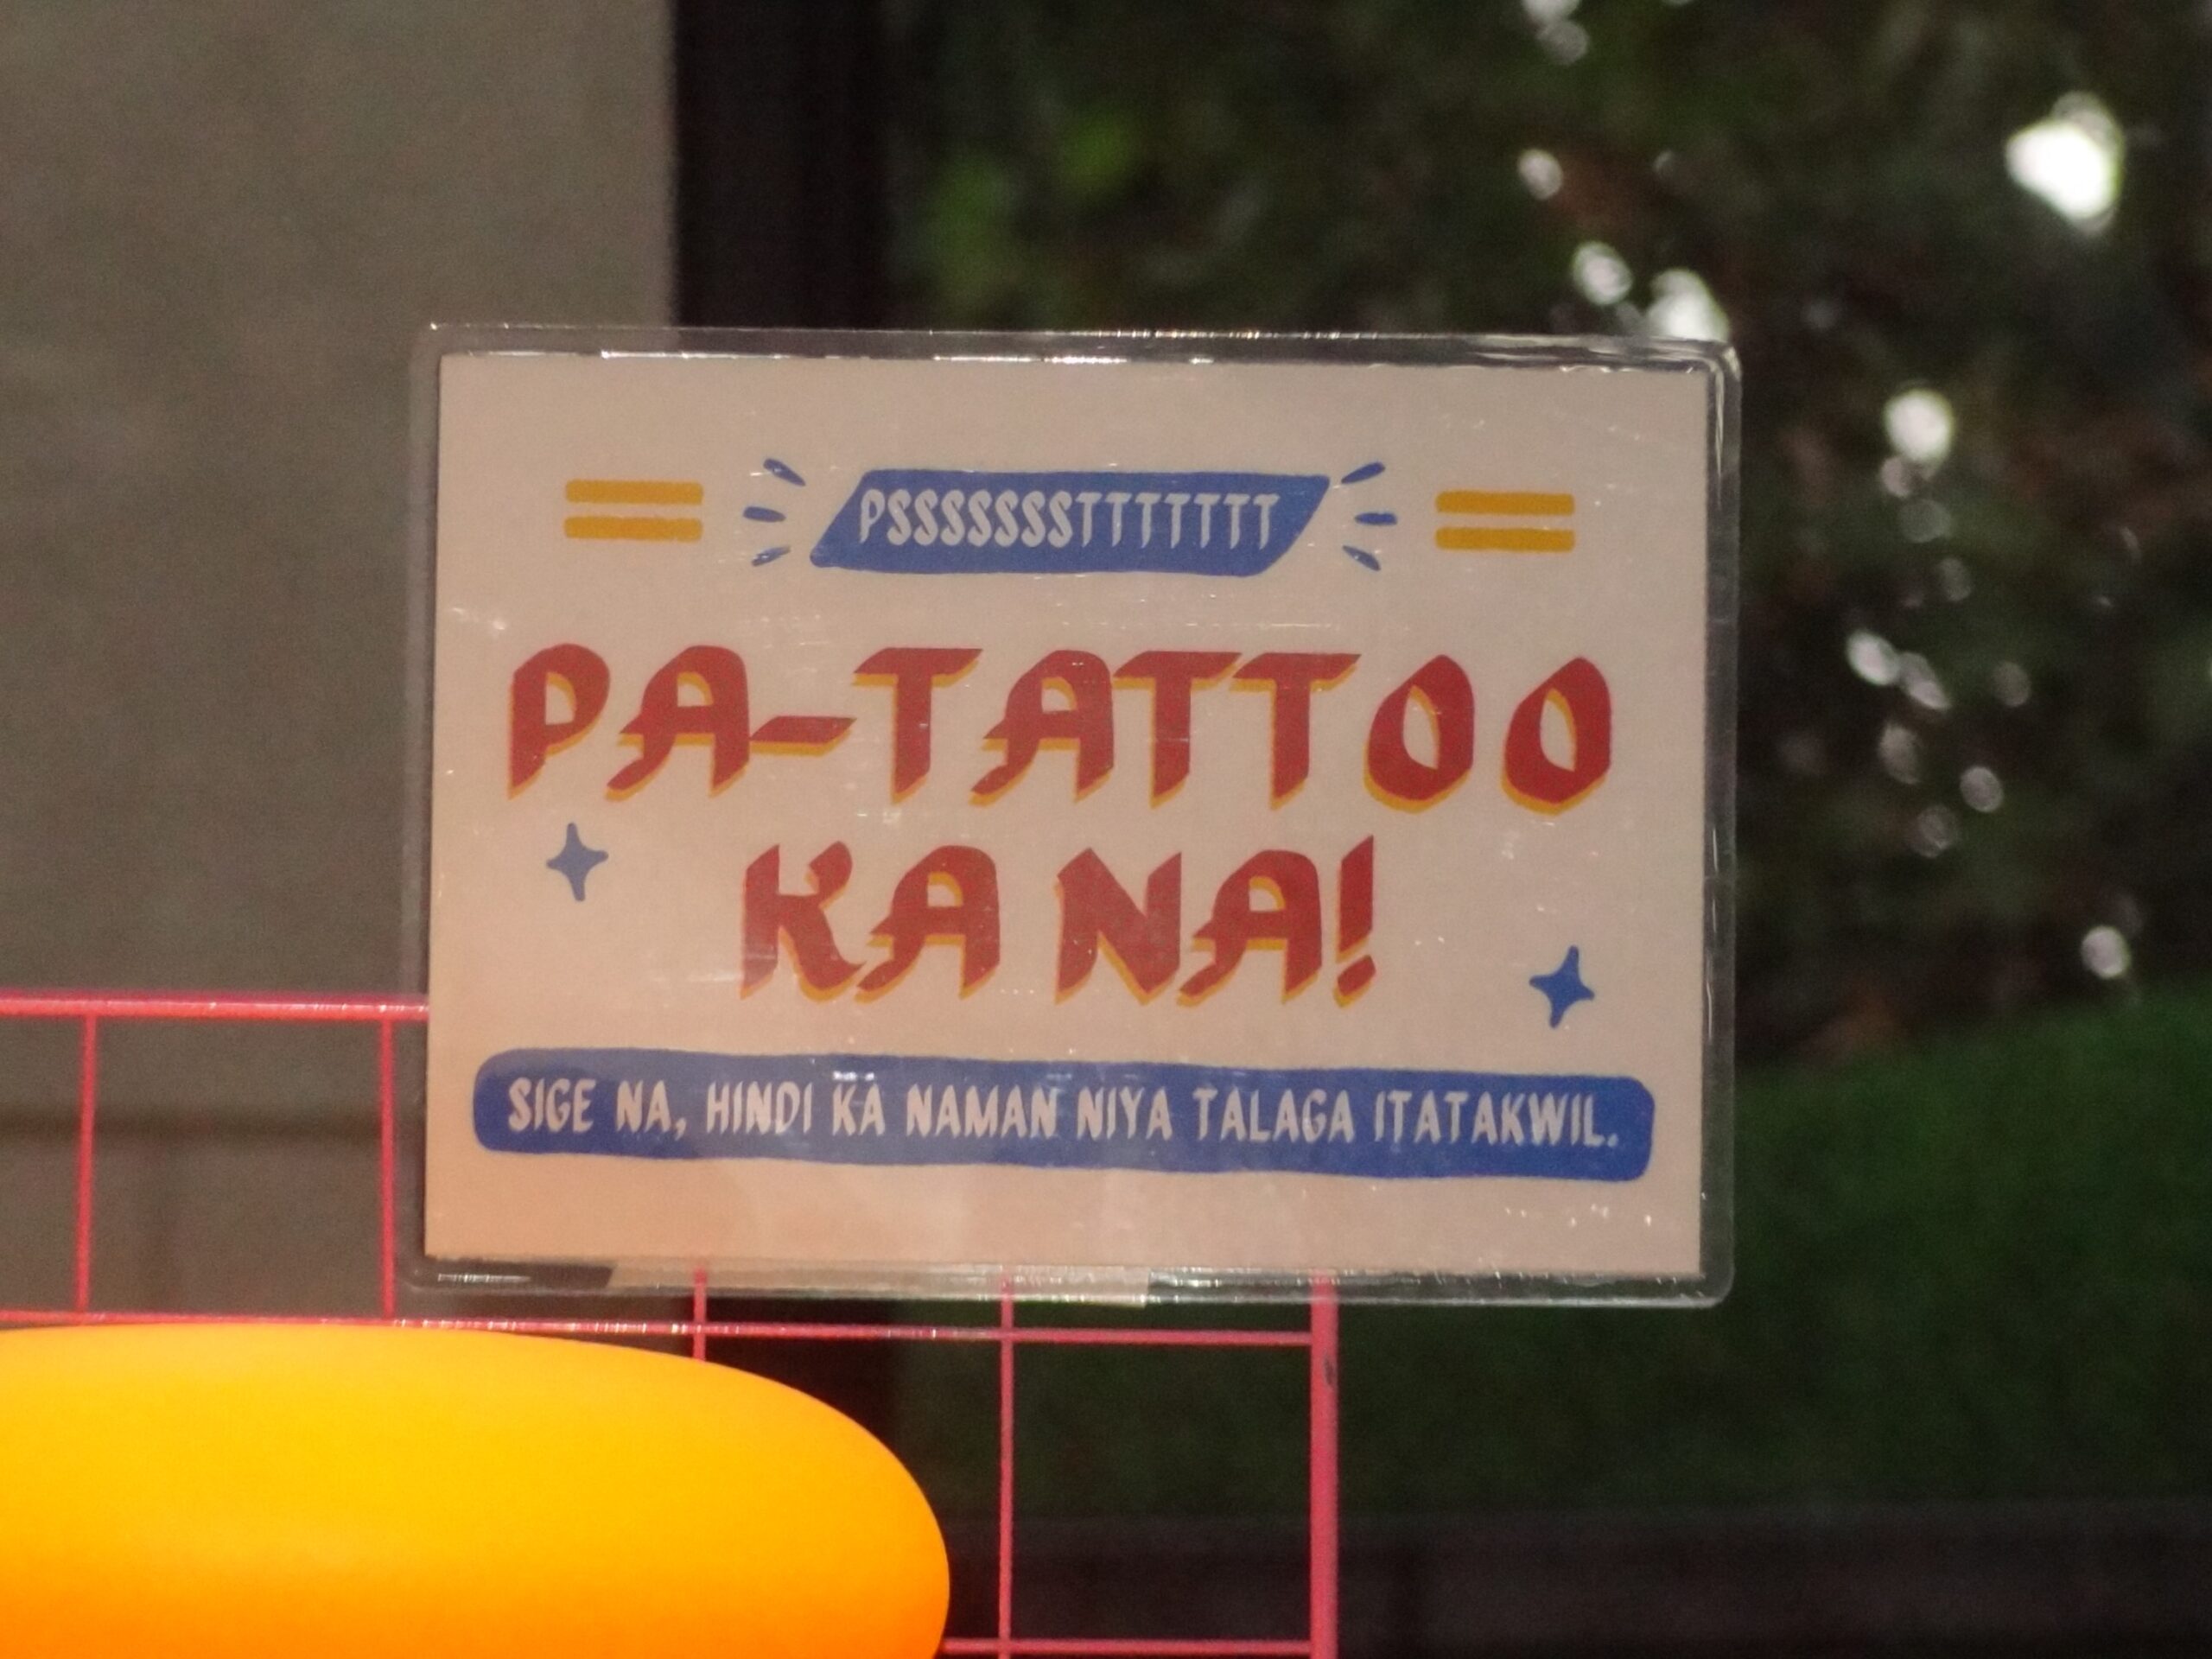 PSSSSSSSTTTTTTT
PA-TATTOO
KA NA!
SIGE NA, HINDI KA NAMAN NIYA TALAGA ITATAKWIL.